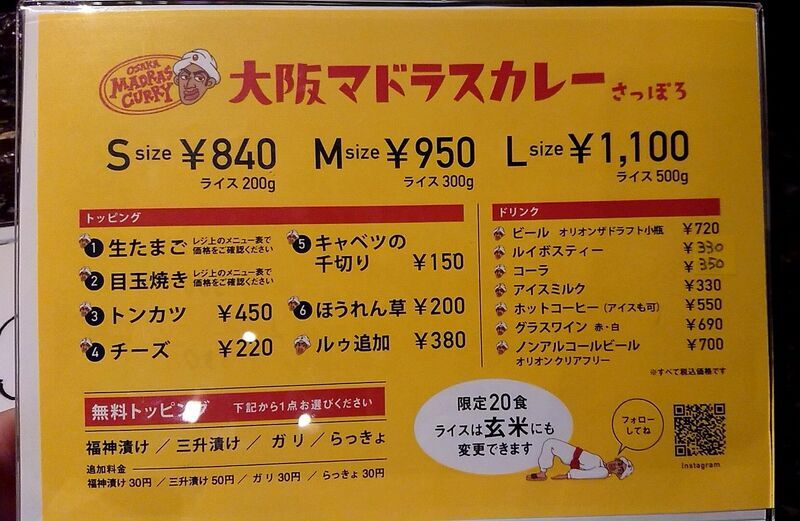 OSAKA
MADRAS
CURRY
大阪マドラスカレー さっぽろ
S size ¥840
ライス 200g
M size ¥950
ライス 300g
L size ¥1,100
ライス 500g
トッピング
1 生たまご レジ上のメニュー表で価格をご確認ください
2 目玉焼き レジ上のメニュー表で価格をご確認ください
3 トンカツ ¥450
4 チーズ ¥220
5 キャベツの
千切り ¥150
6 ほうれん草 ¥200
ルゥ追加 ¥380
ドリンク
ビール オリオンザドラフト小瓶 ¥720
ルイボスティー ¥330
コーラ ¥350
アイスミルク ¥330
ホットコーヒー (アイスも可) ¥550
グラスワイン 赤・白 ¥690
ノンアルコールビール ¥700
オリオンクリアフリー
※すべて税込価格です
無料トッピング 下記から1点お選びください
福神漬け / 三升漬け / ガリ / らっきょ
追加料金
福神漬け 30円 / 三升漬け 50円 / ガリ 30円 / らっきょ 30円
限定20食
ライスは玄米にも
変更できます
フォロー
してね
Instagram